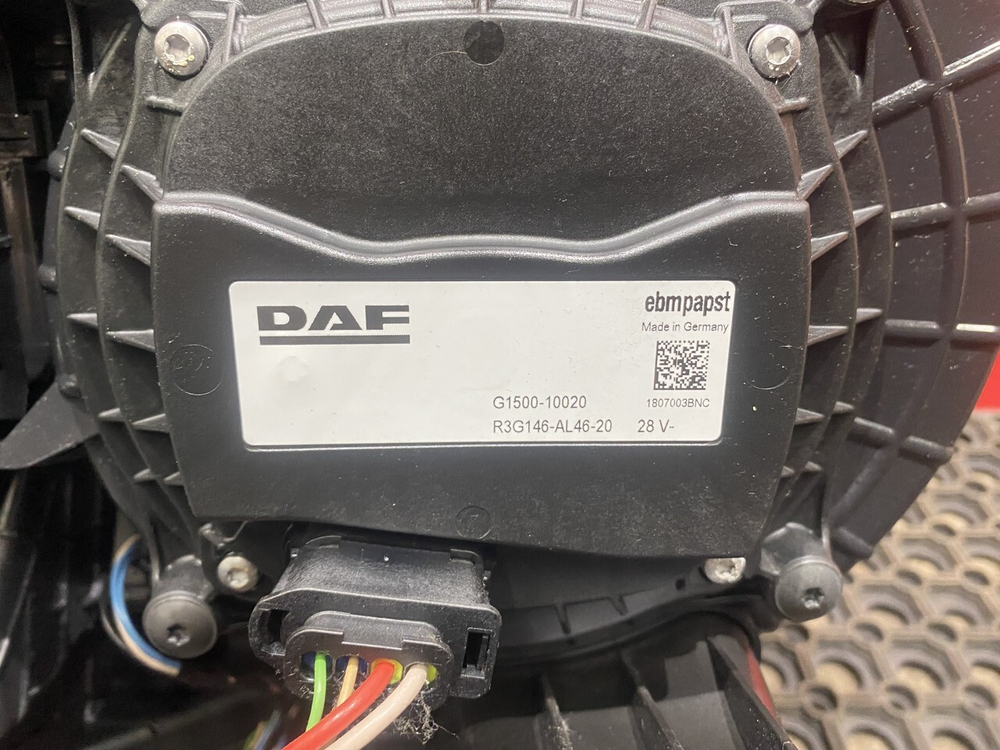 DAF
ebmpapst
Made in Germany
1807003BNC
G1500-10020
R3G146-AL46-20 28 V-